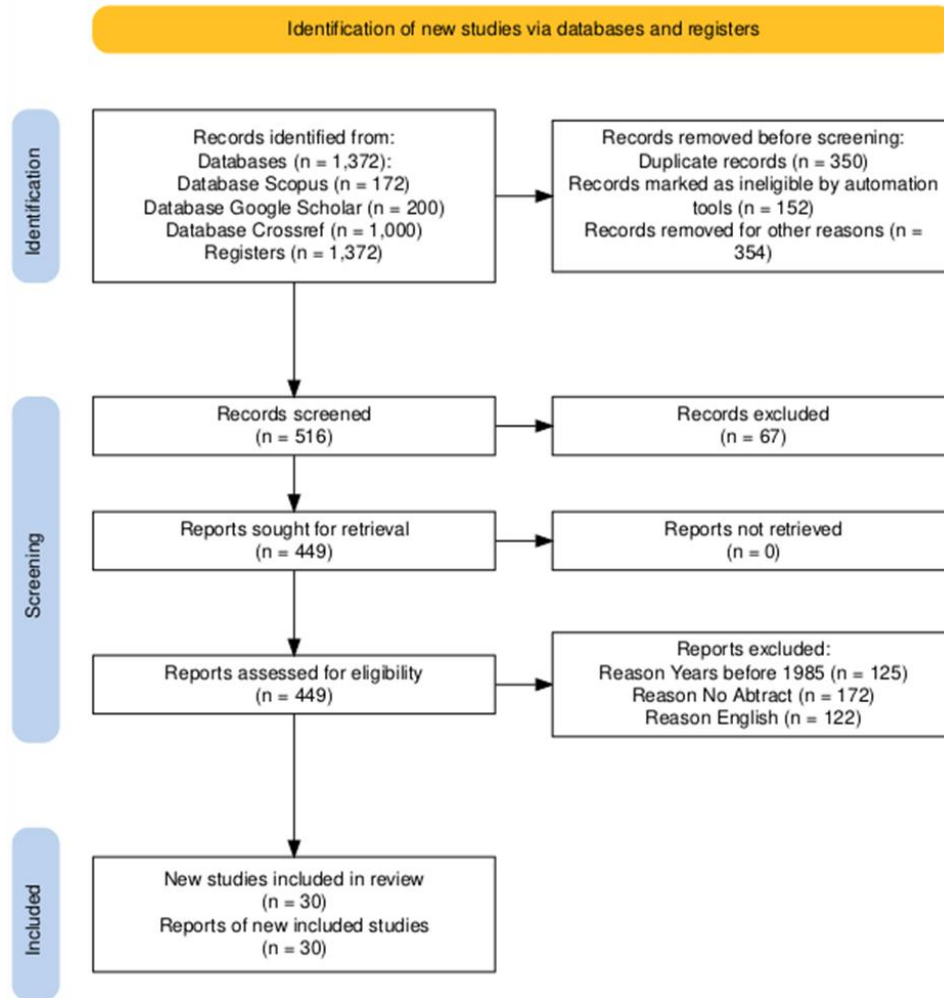 Identification of new studies via databases and registers
Identification
Records identified from:
Databases (n = 1,372):
Database Scopus (n = 172)
Database Google Scholar (n = 200)
Database Crossref (n = 1,000)
Registers (n = 1,372)
Records removed before screening:
Duplicate records (n = 350)
Records marked as ineligible by automation
tools (n = 152)
Records removed for other reasons (n =
354)
Screening
Records screened
(n = 516)
Records excluded
(n = 67)
Reports sought for retrieval
(n = 449)
Reports not retrieved
(n = 0)
Reports assessed for eligibility
(n = 449)
Reports excluded:
Reason Years before 1985 (n = 125)
Reason No Abtract (n = 172)
Reason English (n = 122)
Included
New studies included in review
(n = 30)
Reports of new included studies
(n = 30)